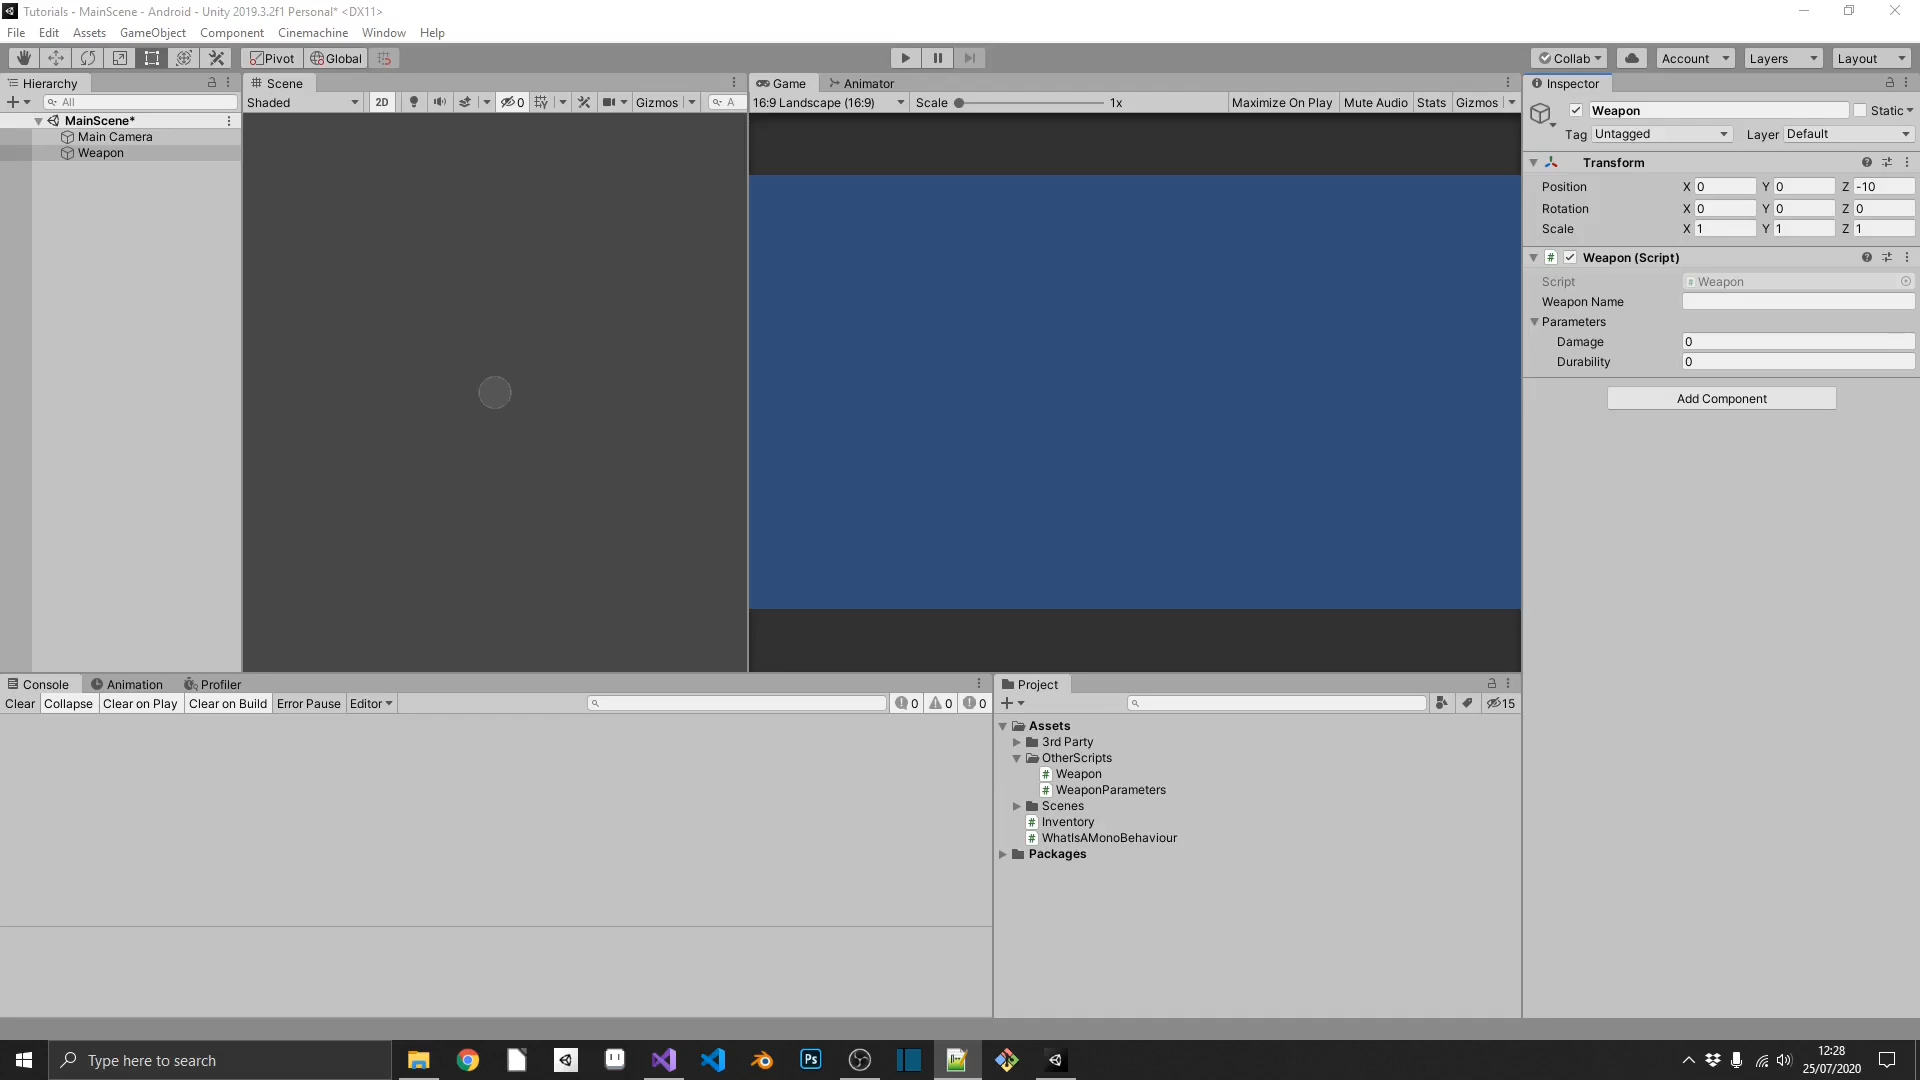 Tutorials - MainScene - Android - Unity 2019.3.2f1 Personal* <DX11>
File Edit Assets GameObject Component Cinemachine Window Help
Pivot Global Collab Account Layers Layout
Hierarchy
All
MainScene*
Main Camera
Weapon
Scene
Shaded 2D 0 Gizmos A
Game Animator
16:9 Landscape (16:9) Scale 1x Maximize On Play Mute Audio Stats Gizmos
Inspector
Weapon Static
Tag Untagged Layer Default
Transform
Position X 0 Y 0 Z -10
Rotation X 0 Y 0 Z 0
Scale X 1 Y 1 Z 1
# Weapon (Script)
Script # Weapon
Weapon Name
Parameters
Damage 0
Durability 0
Add Component
Console Animation Profiler
Clear Collapse Clear on Play Clear on Build Error Pause Editor 0 0 0
Project
15
Assets
3rd Party
OtherScripts
# Weapon
# WeaponParameters
Scenes
# Inventory
# WhatIsAMonoBehaviour
Packages
Type here to search
Ps
12:28
25/07/2020